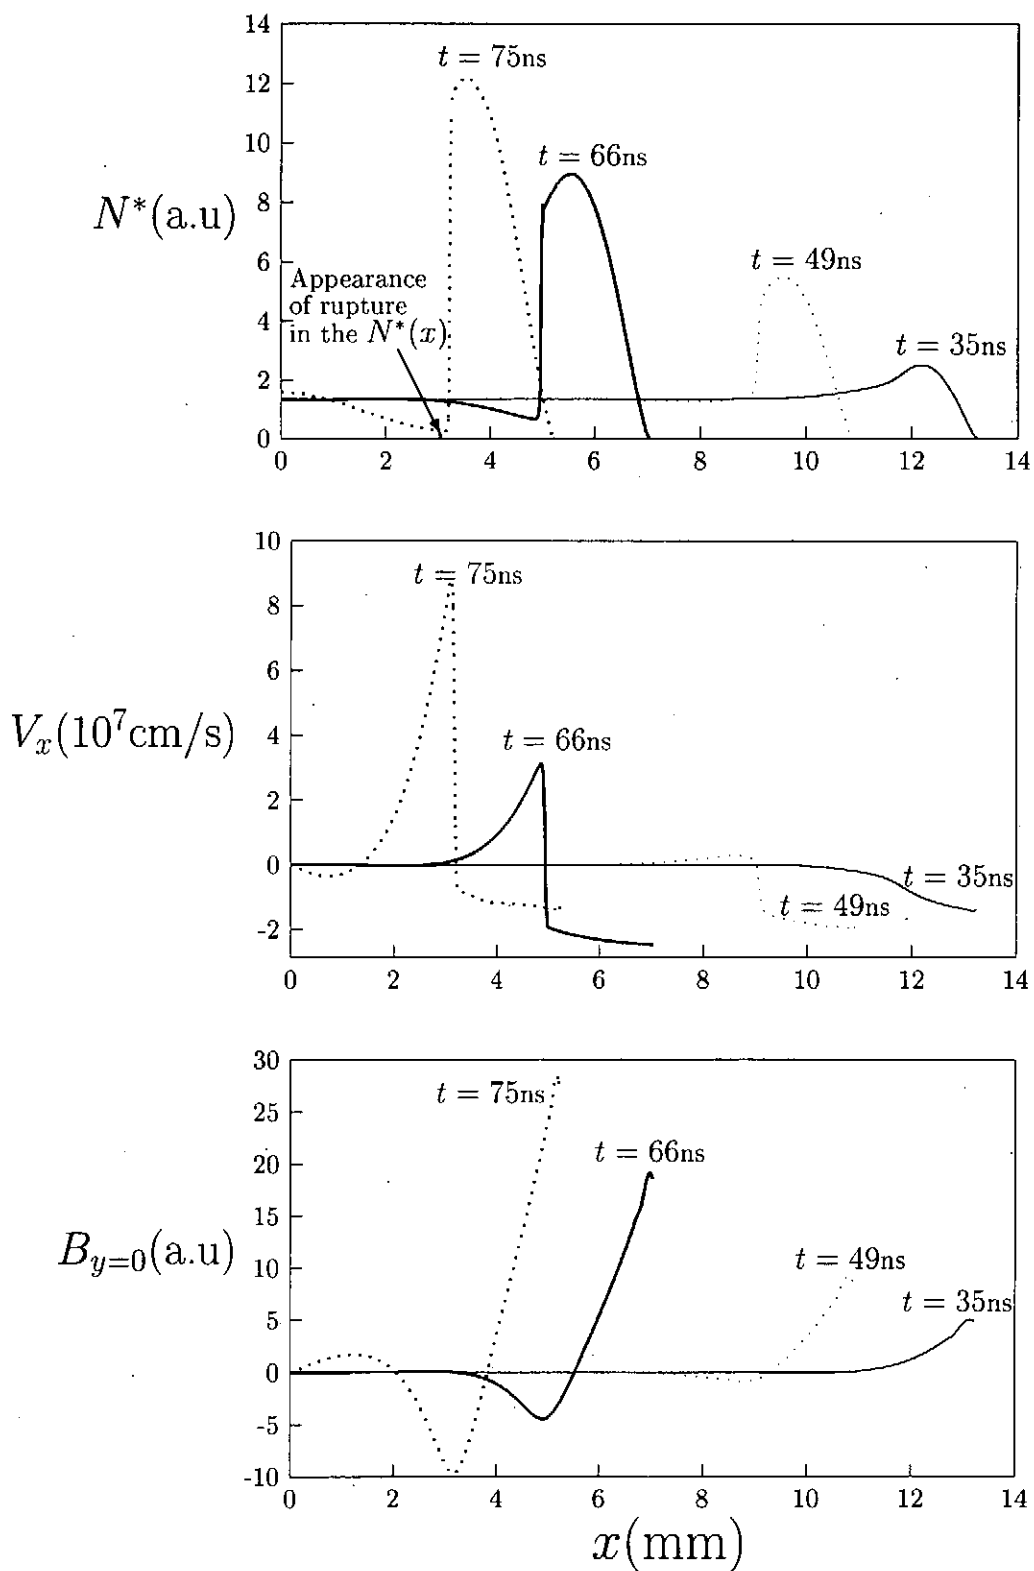 14
12
10
8
6
4
2
0
N*(a.u)
t = 75ns
t = 66ns
t = 49ns
t = 35ns
Appearance
of rupture
in the N*(x)
0 2 4 6 8 10 12 14
10
8
6
4
2
0
-2
V_x(10^7cm/s)
t = 75ns
t = 66ns
t = 35ns
t = 49ns
0 2 4 6 8 10 12 14
30
25
20
15
10
5
0
-5
-10
B_{y=0}(a.u)
t = 75ns
t = 66ns
t = 49ns
t = 35ns
0 2 4 6 8 10 12 14
x(mm)